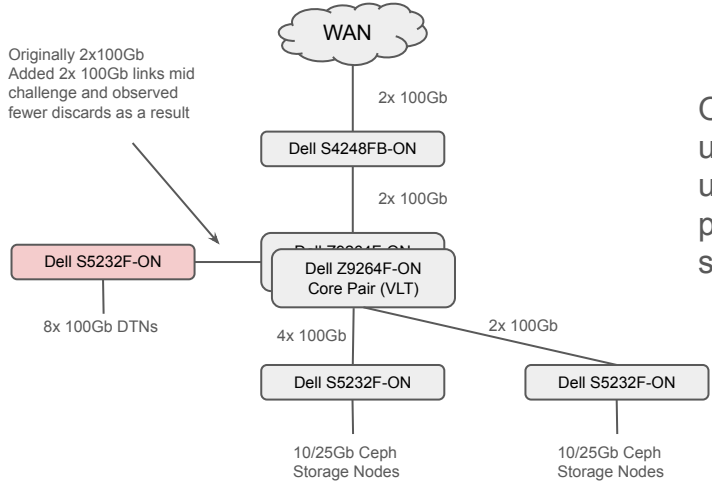 WAN
Originally 2x100Gb
Added 2x 100Gb links mid
challenge and observed
fewer discards as a result
2x 100Gb
Dell S4248FB-ON
2x 100Gb
Dell S5232F-ON
Dell Z9264F-ON
Core Pair (VLT)
8x 100Gb DTNs
4x 100Gb
2x 100Gb
Dell S5232F-ON
Dell S5232F-ON
10/25Gb Ceph
Storage Nodes
10/25Gb Ceph
Storage Nodes